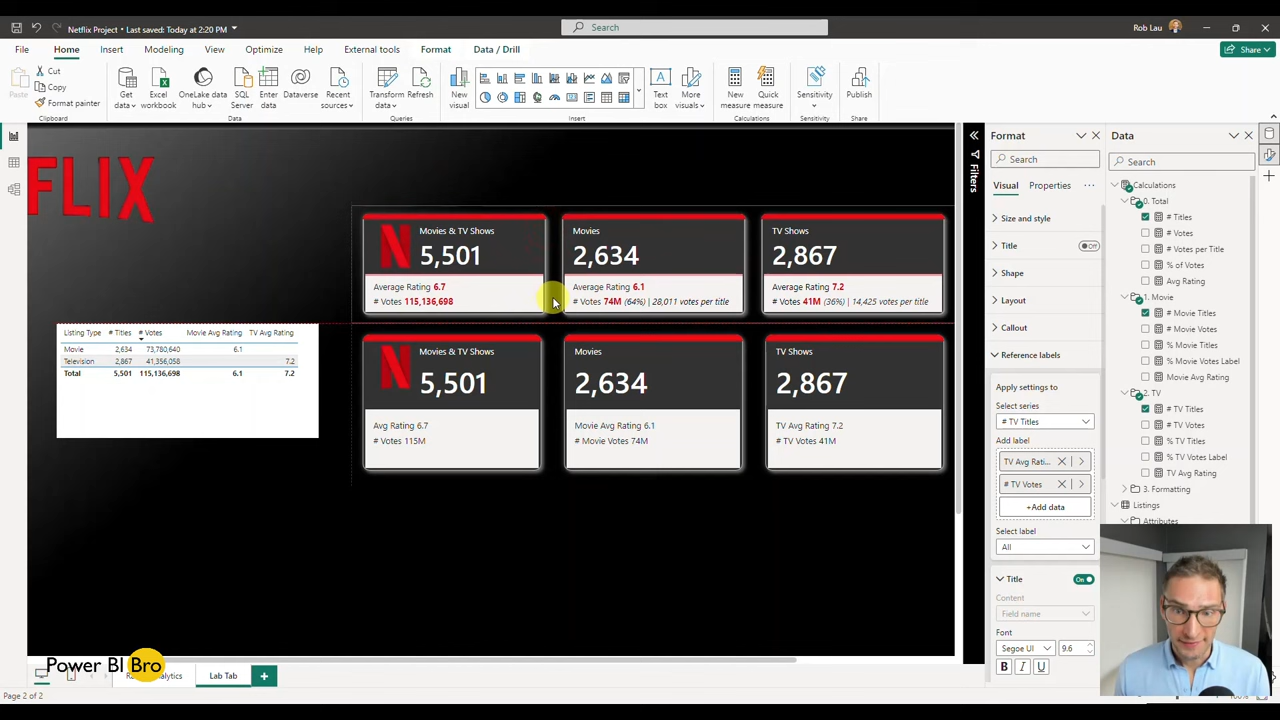 Netflix Project • Last saved: Today at 2:20 PM
Search
Rob Lau
File Home Insert Modeling View Optimize Help External tools Format Data / Drill
Share
Paste
Cut
Copy
Format painter
Clipboard
Get data
Excel workbook
OneLake data hub
SQL Server
Enter data
Dataverse
Recent sources
Data
Transform data
Refresh
Queries
New visual
Text box
More visuals
Insert
New measure
Quick measure
Calculations
Sensitivity
Sensitivity
Publish
Share
FLIX
Movies & TV Shows
5,501
Average Rating 6.7
# Votes 115,136,698
Movies
2,634
Average Rating 6.1
# Votes 74M (64%) | 28,011 votes per title
TV Shows
2,867
Average Rating 7.2
# Votes 41M (36%) | 14,425 votes per title
Listing Type # Titles # Votes Movie Avg Rating TV Avg Rating
Movie 2,634 73,780,640 6.1
Television 2,867 41,356,058 7.2
Total 5,501 115,136,698 6.1 7.2
Movies & TV Shows
5,501
Avg Rating 6.7
# Votes 115M
Movies
2,634
Movie Avg Rating 6.1
# Movie Votes 74M
TV Shows
2,867
TV Avg Rating 7.2
# TV Votes 41M
Filters
Format
Search
Visual Properties
Size and style
Title Off
Shape
Layout
Callout
Reference labels
Apply settings to
Select series
# TV Titles
Add label
TV Avg Rati...
# TV Votes
+Add data
Select label
All
Title On
Content
Field name
Font
Segoe UI 9.6
B I U
Data
Search
Calculations
0. Total
# Titles
# Votes
# Votes per Title
% of Votes
Avg Rating
1. Movie
# Movie Titles
# Movie Votes
% Movie Titles
% Movie Votes Label
Movie Avg Rating
2. TV
# TV Titles
# TV Votes
% TV Titles
% TV Votes Label
TV Avg Rating
3. Formatting
Listings
Attributes
Power BI Bro
Lab Tab
Page 2 of 2